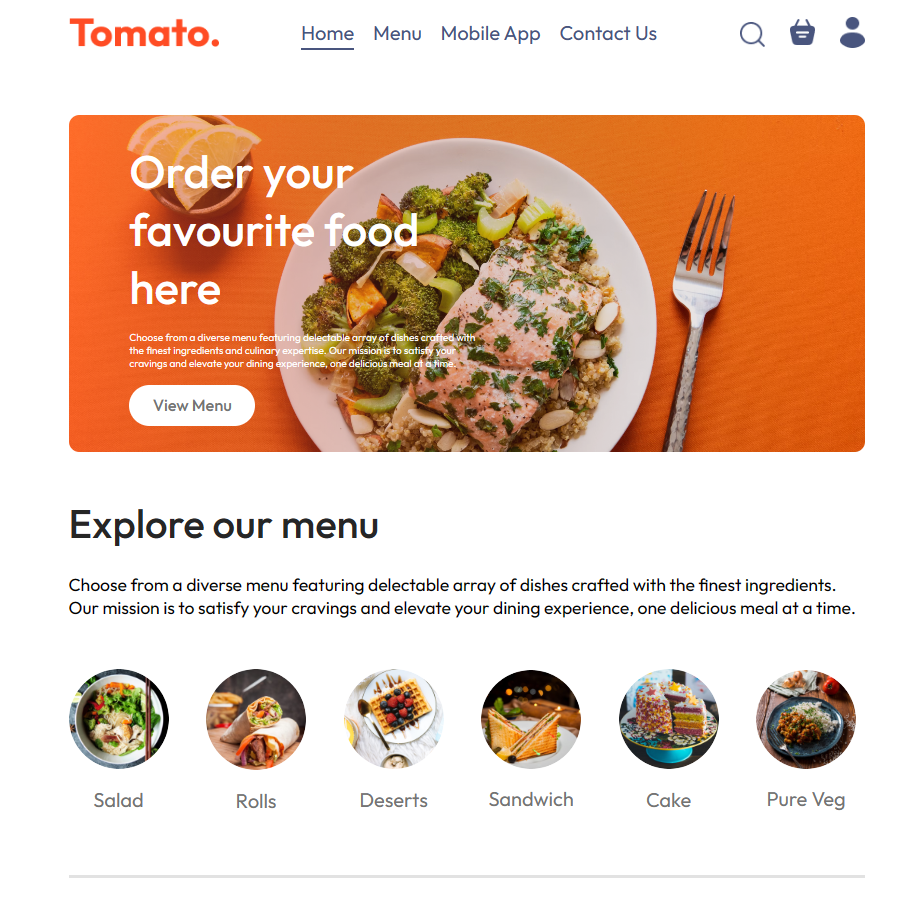 Tomato.
Home Menu Mobile App Contact Us
Order your
favourite food
here
Choose from a diverse menu featuring delectable array of dishes crafted with
the finest ingredients and culinary expertise. Our mission is to satisfy your
cravings and elevate your dining experience, one delicious meal at a time.
View Menu
Explore our menu
Choose from a diverse menu featuring delectable array of dishes crafted with the finest ingredients.
Our mission is to satisfy your cravings and elevate your dining experience, one delicious meal at a time.
Salad Rolls Deserts Sandwich Cake Pure Veg